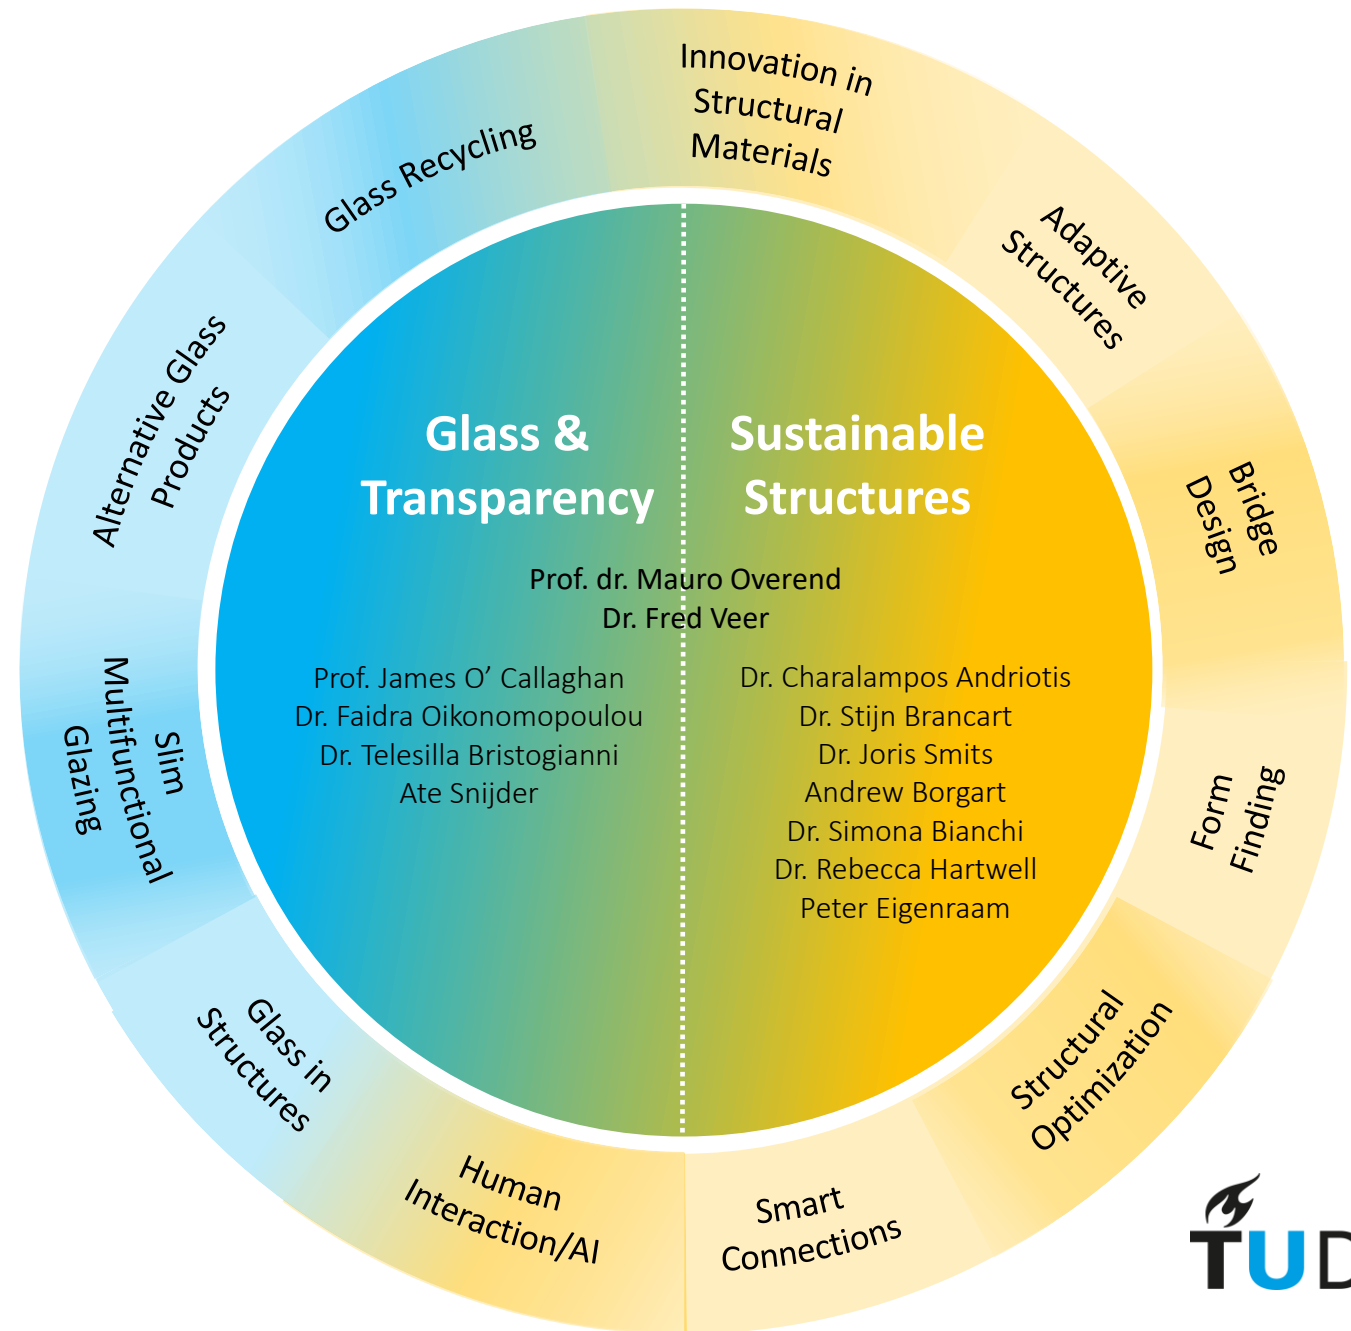 Innovation in
Structural
Materials
Adaptive
Structures
Bridge
Design
Form
Finding
Structural
Optimization
Smart
Connections
Human
Interaction/AI
Glass in
Structures
Slim
Multifunctional
Glazing
Alternative Glass
Products
Glass Recycling
Glass &
Transparency
Sustainable
Structures
Prof. dr. Mauro Overend
Dr. Fred Veer
Prof. James O’ Callaghan
Dr. Faidra Oikonomopoulou
Dr. Telesilla Bristogianni
Ate Snijder
Dr. Charalampos Andriotis
Dr. Stijn Brancart
Dr. Joris Smits
Andrew Borgart
Dr. Simona Bianchi
Dr. Rebecca Hartwell
Peter Eigenraam
TUD